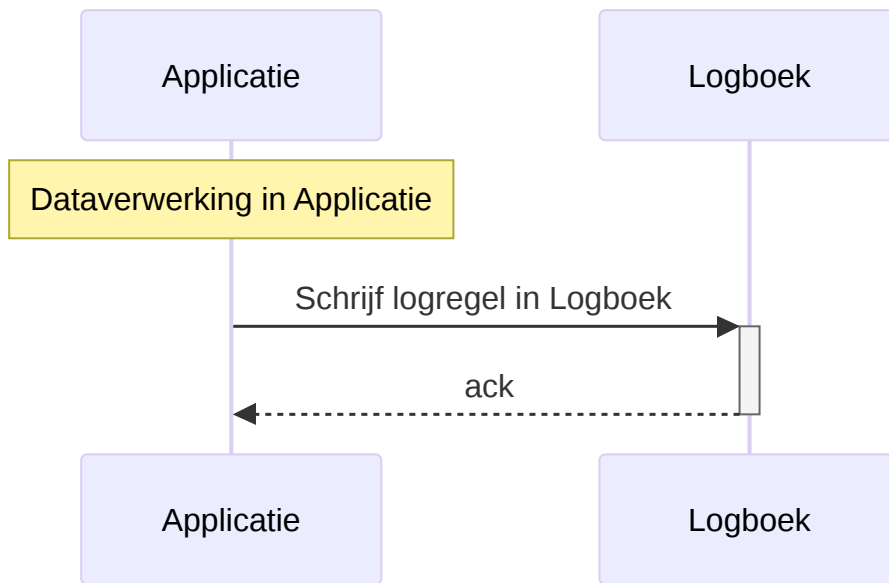 Applicatie
Logboek
Dataverwerking in Applicatie
Schrijf logregel in Logboek
ack
Applicatie
Logboek